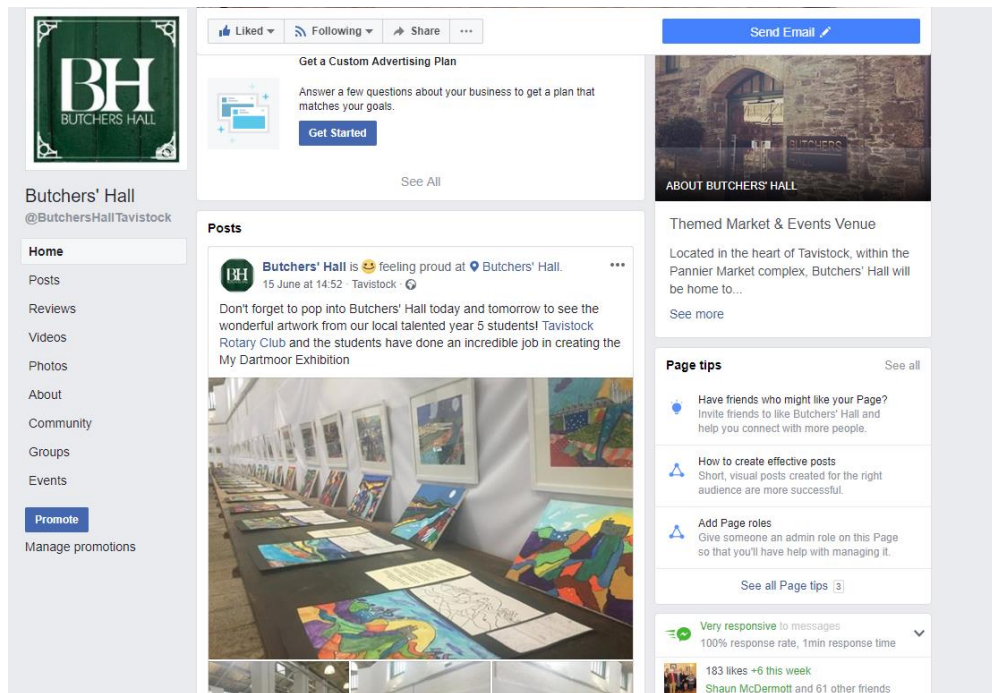 BH
BUTCHERS HALL
Butchers' Hall
@ButchersHallTavistock
Home
Posts
Reviews
Videos
Photos
About
Community
Groups
Events
Promote
Manage promotions
Liked
Following
Share
Get a Custom Advertising Plan
Answer a few questions about your business to get a plan that
matches your goals.
Get Started
See All
Posts
BH
Butchers' Hall is feeling proud at Butchers' Hall.
15 June at 14:52 · Tavistock ·
Don't forget to pop into Butchers' Hall today and tomorrow to see the
wonderful artwork from our local talented year 5 students! Tavistock
Rotary Club and the students have done an incredible job in creating the
My Dartmoor Exhibition
Send Email
BUTCHERS
ABOUT BUTCHERS' HALL
Themed Market & Events Venue
Located in the heart of Tavistock, within the
Pannier Market complex, Butchers' Hall will
be home to...
See more
Page tips
See all
Have friends who might like your Page?
Invite friends to like Butchers' Hall and
help you connect with more people.
How to create effective posts
Short, visual posts created for the right
audience are more successful.
Add Page roles
Give someone an admin role on this Page
so that you'll have help with managing it.
See all Page tips 3
Very responsive to messages
100% response rate, 1min response time
183 likes +6 this week
Shaun McDermott and 61 other friends